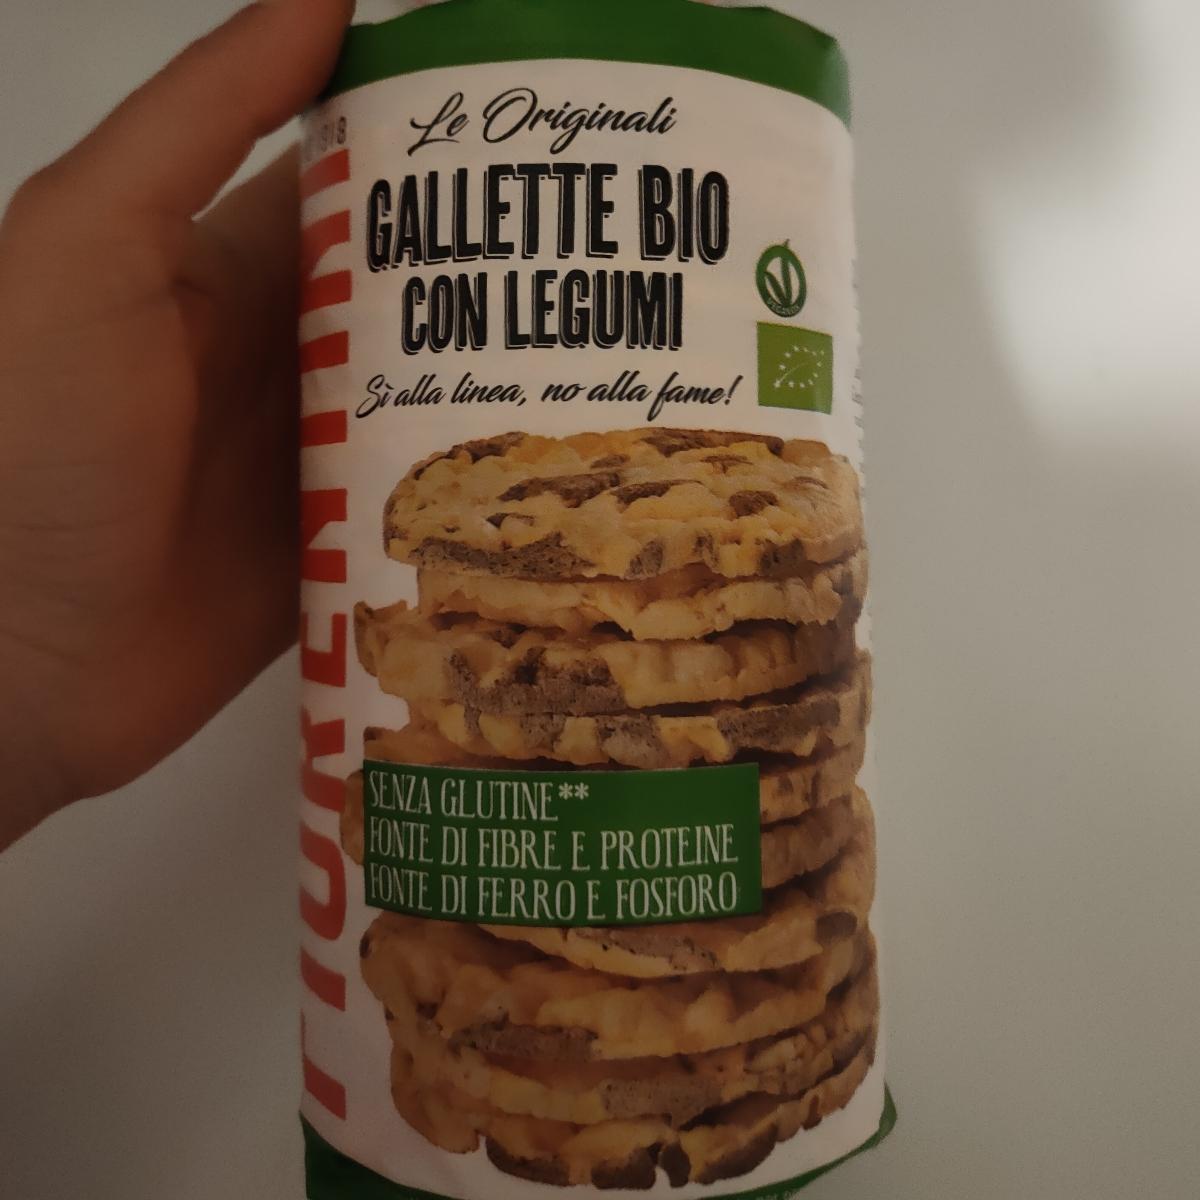 Le Originali
GALLETTE BIO
CON LEGUMI
Sì alla linea, no alla fame!
FIORENTINI
SENZA GLUTINE**
FONTE DI FIBRE E PROTEINE
FONTE DI FERRO E FOSFORO